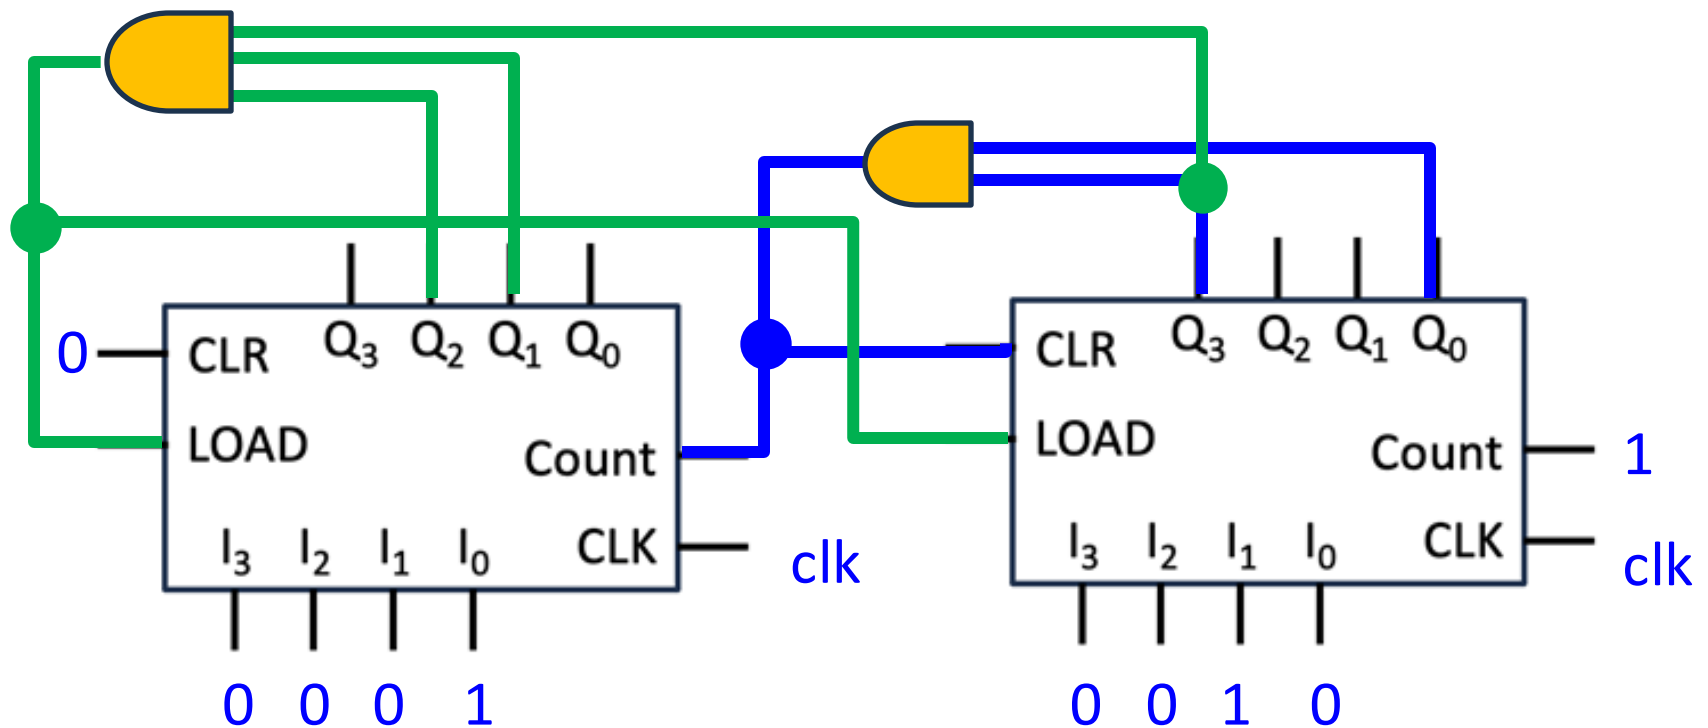 Q3 Q2 Q1 Q0
0 CLR
LOAD
Count
I3 I2 I1 I0 CLK clk
0 0 0 1
Q3 Q2 Q1 Q0
CLR
LOAD
Count 1
I3 I2 I1 I0 CLK clk
0 0 1 0